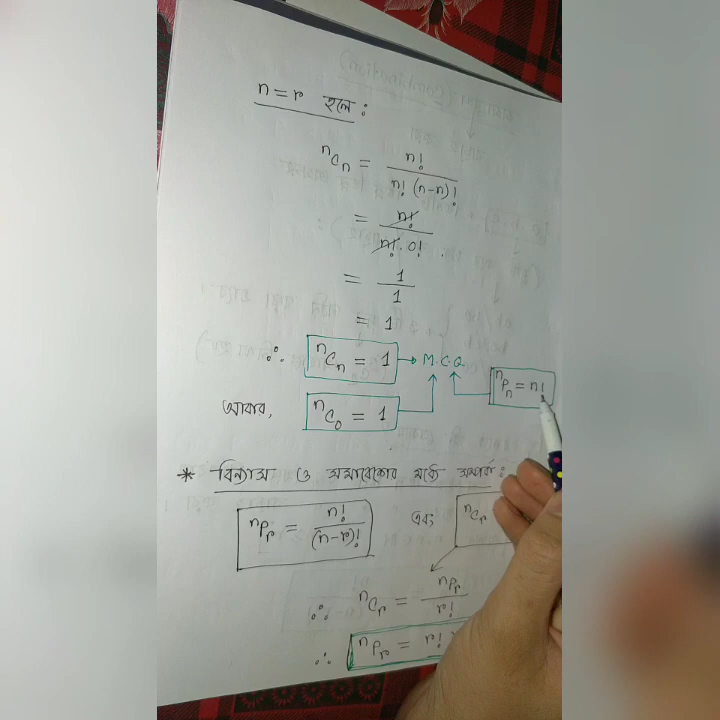 n = r হলে :
ⁿCₙ = n! / n! (n-n)!
= n! / n! . 0!
= 1 / 1
= 1
∴ ⁿCₙ = 1 → M.C.Q
ⁿPₙ = n!
আবার, ⁿC₀ = 1
* বিন্যাস ও সমাবেশের মধ্যে সম্পর্ক :
ⁿPᵣ = n! / (n-r)! এবং ⁿCᵣ
∴ ⁿCᵣ = ⁿPᵣ / r!
∴ ⁿPᵣ = r!